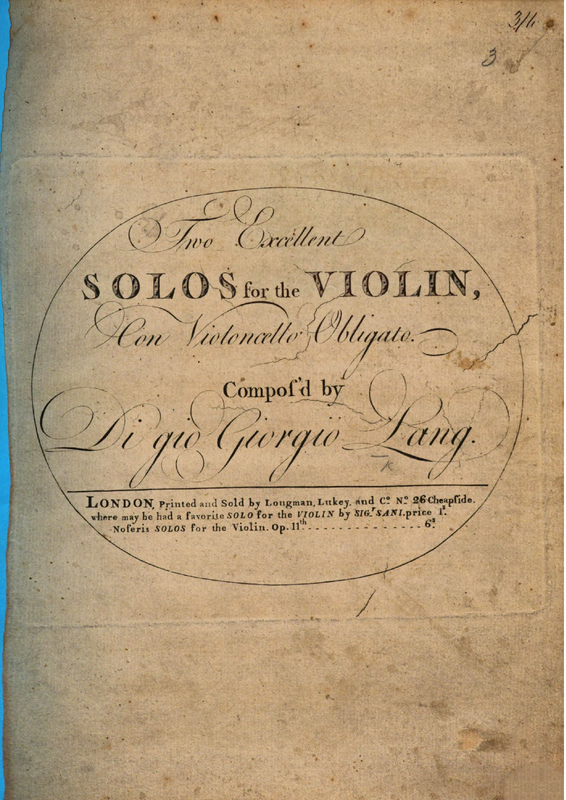 3/6
3
Two Excellent
SOLOS for the VIOLIN,
Con Violoncello Obligato.
Compos'd by
Di gio Giorgio Lang.
LONDON, Printed and Sold by Longman, Lukey, and Co. No. 26 Cheapside.
where may be had a favorite SOLO for the VIOLIN by SIGr. SANI. price 1s.
Noferis SOLOS for the Violin. Op. 11th. - - - - - - - - - - - - - - 6s